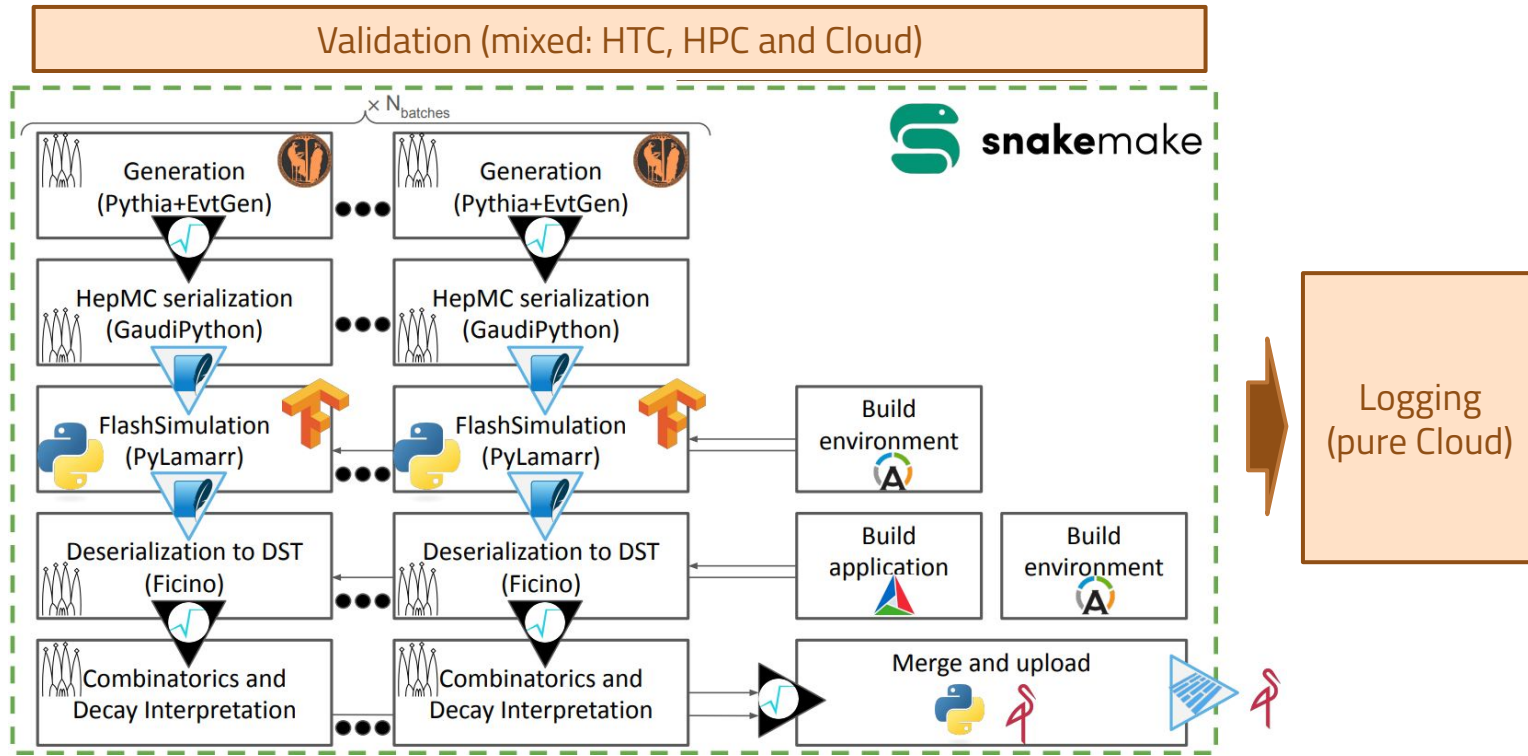 Validation (mixed: HTC, HPC and Cloud)
× N batches
snakemake
Generation
(Pythia+EvtGen)
Generation
(Pythia+EvtGen)
HepMC serialization
(GaudiPython)
HepMC serialization
(GaudiPython)
FlashSimulation
(PyLamarr)
FlashSimulation
(PyLamarr)
Build
environment
A
Logging
(pure Cloud)
Deserialization to DST
(Ficino)
Deserialization to DST
(Ficino)
Build
application
Build
environment
A
Combinatorics and
Decay Interpretation
Combinatorics and
Decay Interpretation
Merge and upload